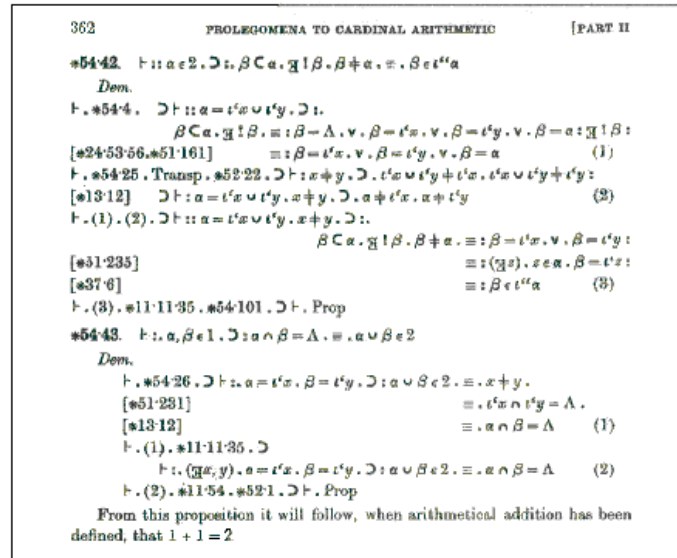 362 PROLEGOMENA TO CARDINAL ARITHMETIC [PART II
∗54·42. ⊢ :: α ε 2 . ⊃ :. β ⊂ α . ∃ ! β . β ≠ α . ≡ . β ε ι‘‘α
Dem.
⊢ . ∗54·4 . ⊃ ⊢ :: α = ι‘x ∪ ι‘y . ⊃ :.
β ⊂ α . ∃ ! β . ≡ : β = Λ . ∨ . β = ι‘x . ∨ . β = ι‘y . ∨ . β = α : ∃ ! β :
[∗24·53·56.∗51·161] ≡ : β = ι‘x . ∨ . β = ι‘y . ∨ . β = α (1)
⊢ . ∗54·25 . Transp . ∗52·22 . ⊃ ⊢ : x ≠ y . ⊃ . ι‘x ∪ ι‘y ≠ ι‘x . ι‘x ∪ ι‘y ≠ ι‘y :
[∗13·12] ⊃ ⊢ : α = ι‘x ∪ ι‘y . x ≠ y . ⊃ . α ≠ ι‘x . α ≠ ι‘y (2)
⊢ . (1) . (2) . ⊃ ⊢ :: α = ι‘x ∪ ι‘y . x ≠ y . ⊃ :.
β ⊂ α . ∃ ! β . β ≠ α . ≡ : β = ι‘x . ∨ . β = ι‘y :
[∗51·235] ≡ : (∃z) . z ε α . β = ι‘z :
[∗37·6] ≡ : β ε ι‘‘α (3)
⊢ . (3) . ∗11·11·35 . ∗54·101 . ⊃ ⊢ . Prop
∗54·43. ⊢ :. α, β ε 1 . ⊃ : α ∩ β = Λ . ≡ . α ∪ β ε 2
Dem.
⊢ . ∗54·26 . ⊃ ⊢ :. α = ι‘x . β = ι‘y . ⊃ : α ∪ β ε 2 . ≡ . x ≠ y .
[∗51·231] ≡ . ι‘x ∩ ι‘y = Λ .
[∗13·12] ≡ . α ∩ β = Λ (1)
⊢ . (1) . ∗11·11·35 . ⊃
⊢ :. (∃x, y) . α = ι‘x . β = ι‘y . ⊃ : α ∪ β ε 2 . ≡ . α ∩ β = Λ (2)
⊢ . (2) . ∗11·54 . ∗52·1 . ⊃ ⊢ . Prop
From this proposition it will follow, when arithmetical addition has been
defined, that 1 + 1 = 2